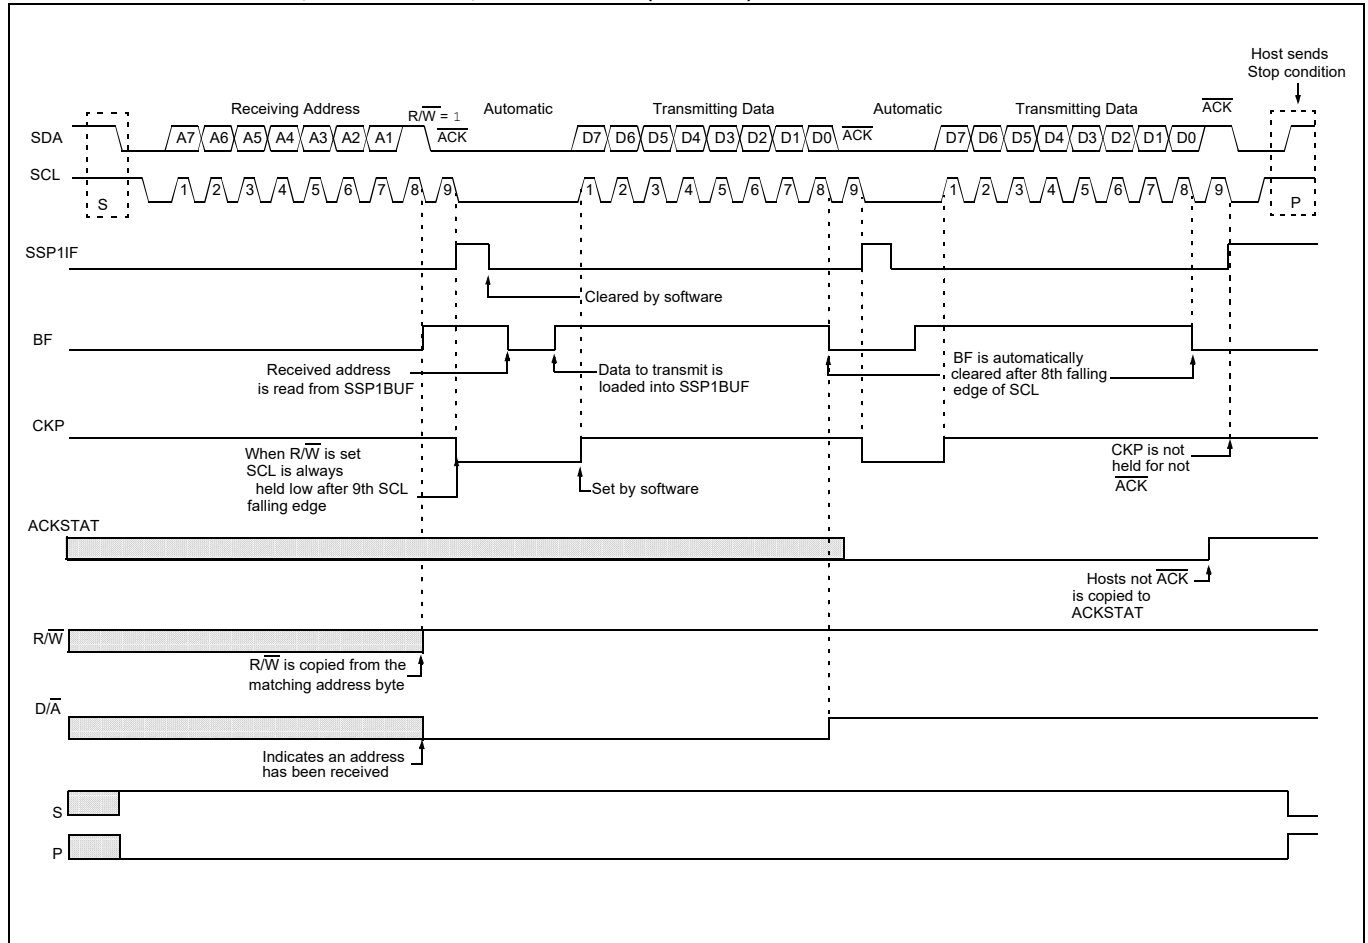 Host sends
Stop condition
Receiving Address
R/W̅ = 1
Automatic
Transmitting Data
Automatic
Transmitting Data
A̅C̅K̅
SDA
A7 A6 A5 A4 A3 A2 A1
A̅C̅K̅
D7 D6 D5 D4 D3 D2 D1 D0
A̅C̅K̅
D7 D6 D5 D4 D3 D2 D1 D0
SCL
S
1 2 3 4 5 6 7 8 9
1 2 3 4 5 6 7 8 9
1 2 3 4 5 6 7 8 9
P
SSP1IF
Cleared by software
BF
Received address
is read from SSP1BUF
Data to transmit is
loaded into SSP1BUF
BF is automatically
cleared after 8th falling
edge of SCL
CKP
When R/W̅ is set
SCL is always
held low after 9th SCL
falling edge
Set by software
CKP is not
held for not
A̅C̅K̅
ACKSTAT
Hosts not A̅C̅K̅
is copied to
ACKSTAT
R/W̅
R/W̅ is copied from the
matching address byte
D/A̅
Indicates an address
has been received
S
P